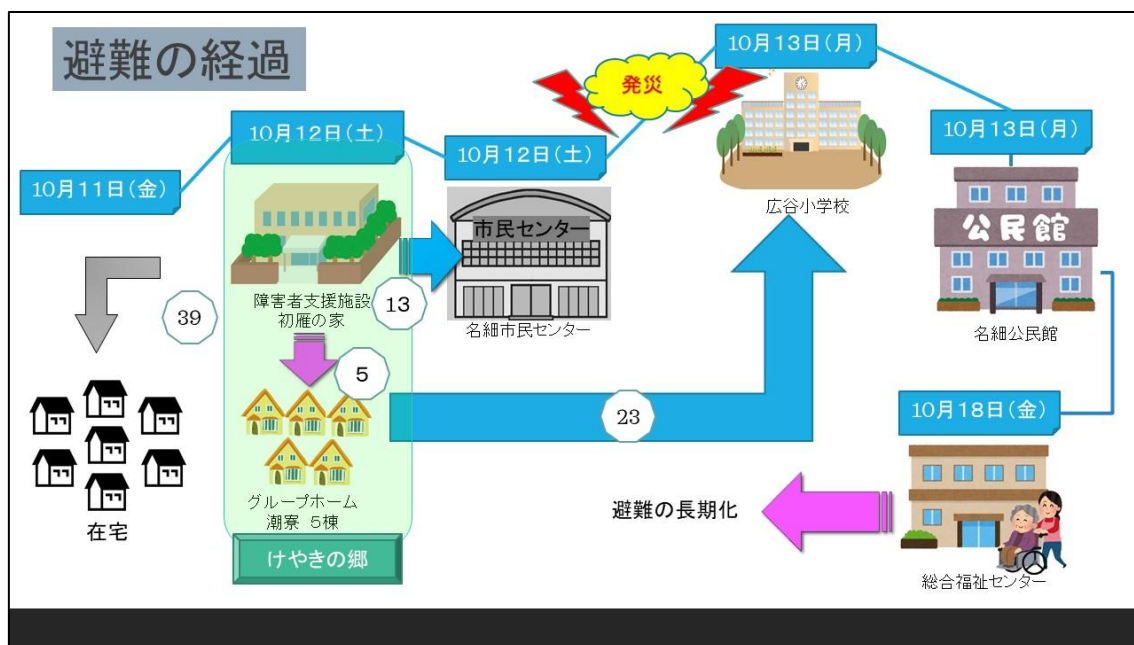 避難の経過
10月11日(金)
10月12日(土)
10月12日(土)
発災
10月13日(月)
10月13日(月)
障害者支援施設
初雁の家
13
市民センター
名細市民センター
広谷小学校
公民館
名細公民館
39
5
23
在宅
グループホーム
潮寮 5棟
けやきの郷
10月18日(金)
総合福祉センター
避難の長期化